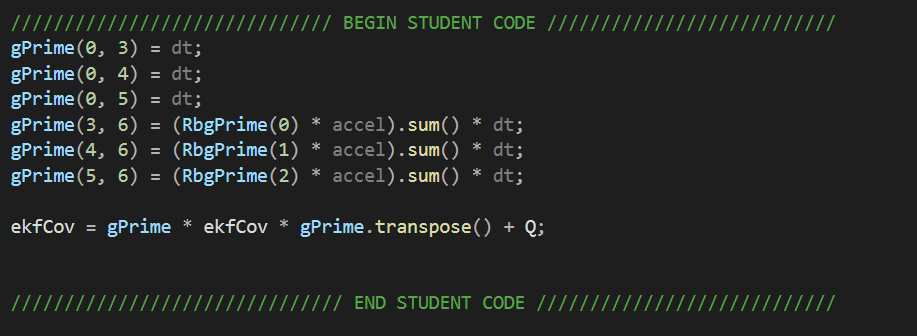 ////////////////////////////// BEGIN STUDENT CODE ///////////////////////////
gPrime(0, 3) = dt;
gPrime(0, 4) = dt;
gPrime(0, 5) = dt;
gPrime(3, 6) = (RbgPrime(0) * accel).sum() * dt;
gPrime(4, 6) = (RbgPrime(1) * accel).sum() * dt;
gPrime(5, 6) = (RbgPrime(2) * accel).sum() * dt;
ekfCov = gPrime * ekfCov * gPrime.transpose() + Q;
/////////////////////////////// END STUDENT CODE ////////////////////////////